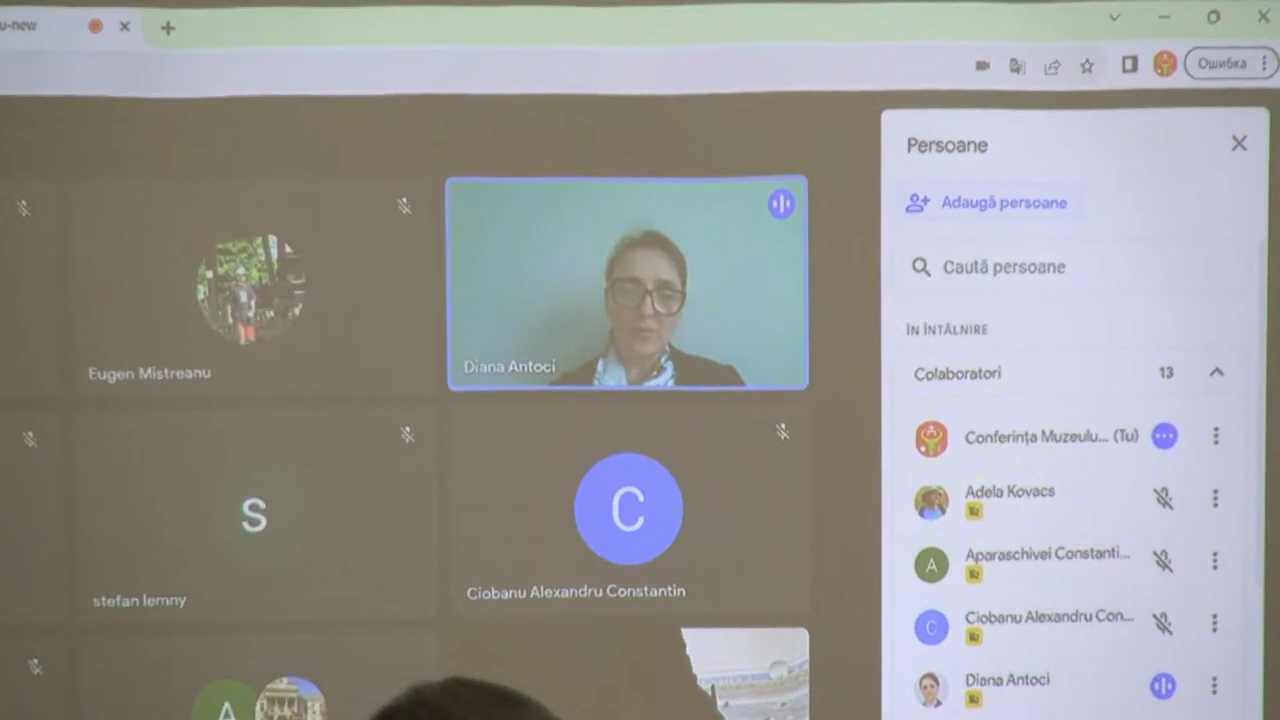 u-new
Ошибка
Persoane
Adaugă persoane
Caută persoane
ÎN ÎNTÂLNIRE
Colaboratori 13
Conferința Muzeulu... (Tu)
Adela Kovacs
A Aparaschivei Constanti...
C Ciobanu Alexandru Con...
Diana Antoci
Eugen Mistreanu
Diana Antoci
S
stefan lemny
C
Ciobanu Alexandru Constantin
A